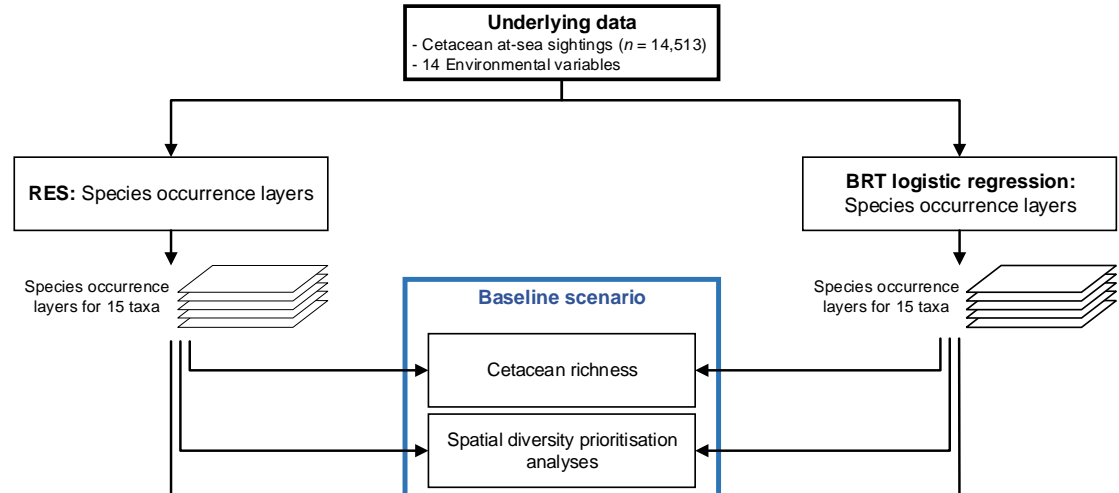 Underlying data
- Cetacean at-sea sightings (n = 14,513)
- 14 Environmental variables
RES: Species occurrence layers
BRT logistic regression:
Species occurrence layers
Species occurrence
layers for 15 taxa
Baseline scenario
Species occurrence
layers for 15 taxa
Cetacean richness
Spatial diversity prioritisation
analyses